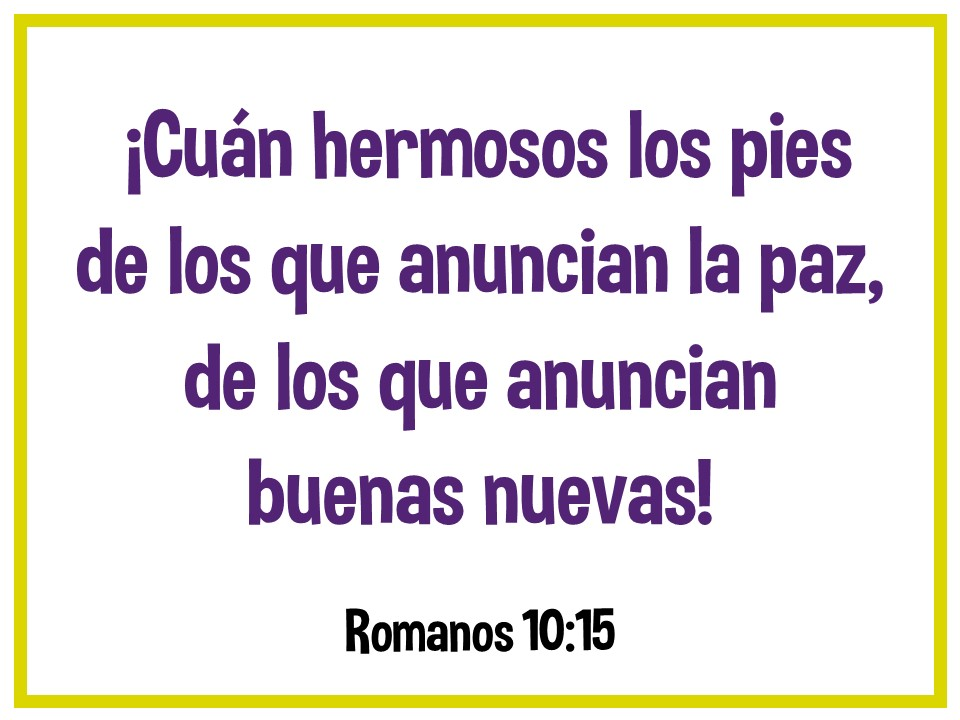 ¡Cuán hermosos los pies
de los que anuncian la paz,
de los que anuncian
buenas nuevas!
Romanos 10:15